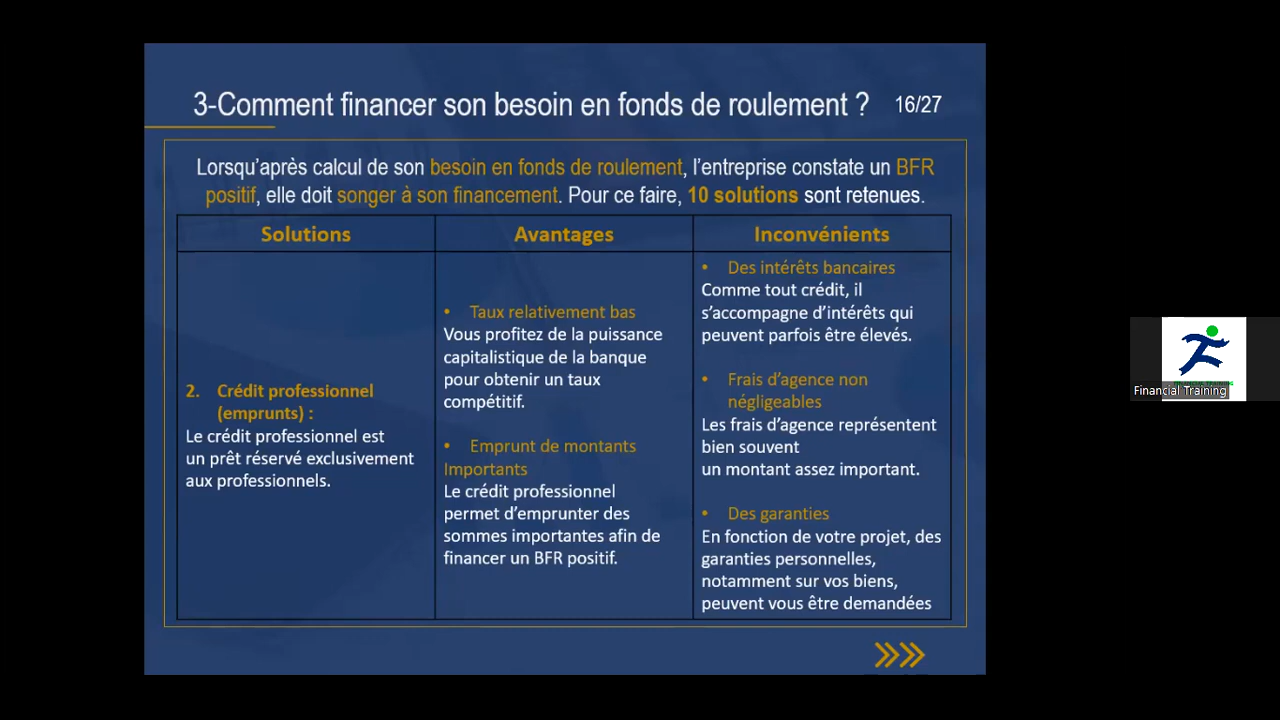 3-Comment financer son besoin en fonds de roulement ?
16/27
Lorsqu'après calcul de son besoin en fonds de roulement, l'entreprise constate un BFR
positif, elle doit songer à son financement. Pour ce faire, 10 solutions sont retenues.
Solutions
Avantages
Inconvénients
2. Crédit professionnel
(emprunts) :
Le crédit professionnel est
un prêt réservé exclusivement
aux professionnels.
• Taux relativement bas
Vous profitez de la puissance
capitalistique de la banque
pour obtenir un taux
compétitif.
• Emprunt de montants
Importants
Le crédit professionnel
permet d'emprunter des
sommes importantes afin de
financer un BFR positif.
• Des intérêts bancaires
Comme tout crédit, il
s'accompagne d'intérêts qui
peuvent parfois être élevés.
• Frais d'agence non
négligeables
Les frais d'agence représentent
bien souvent
un montant assez important.
• Des garanties
En fonction de votre projet, des
garanties personnelles,
notamment sur vos biens,
peuvent vous être demandées
Financial Training